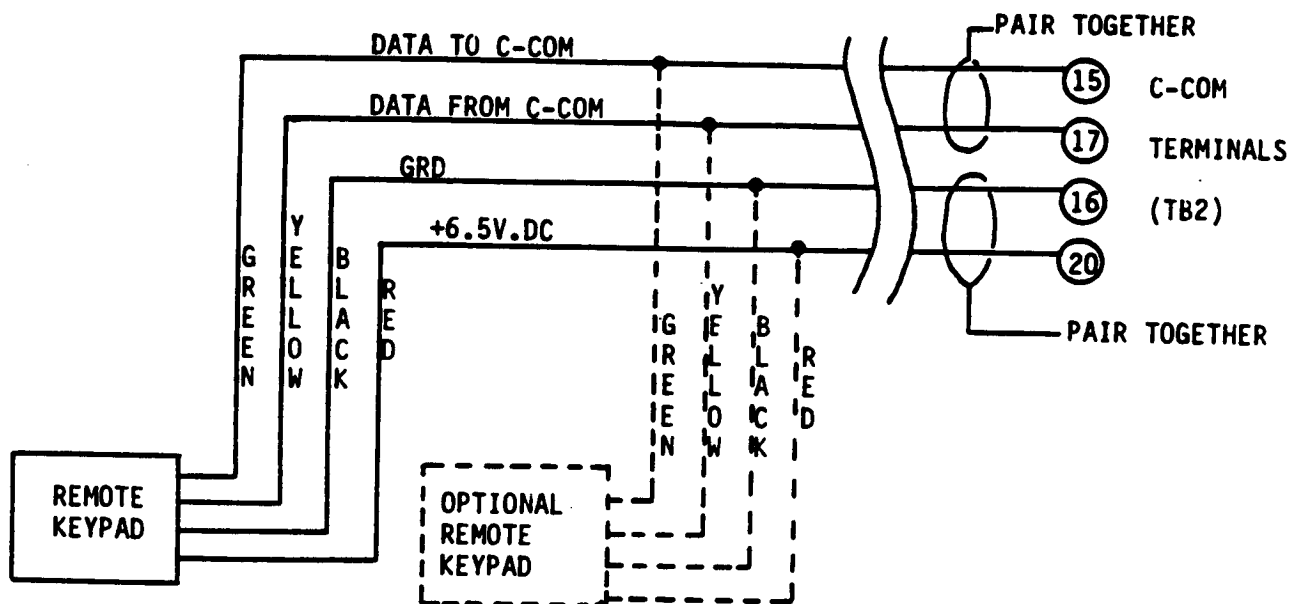 PAIR TOGETHER
DATA TO C-COM
15
C-COM
DATA FROM C-COM
17
TERMINALS
GRD
16
(TB2)
+6.5V.DC
20
PAIR TOGETHER
GREEN
YELLOW
BLACK
RED
GREEN
YELLOW
BLACK
RED
REMOTE
KEYPAD
OPTIONAL
REMOTE
KEYPAD